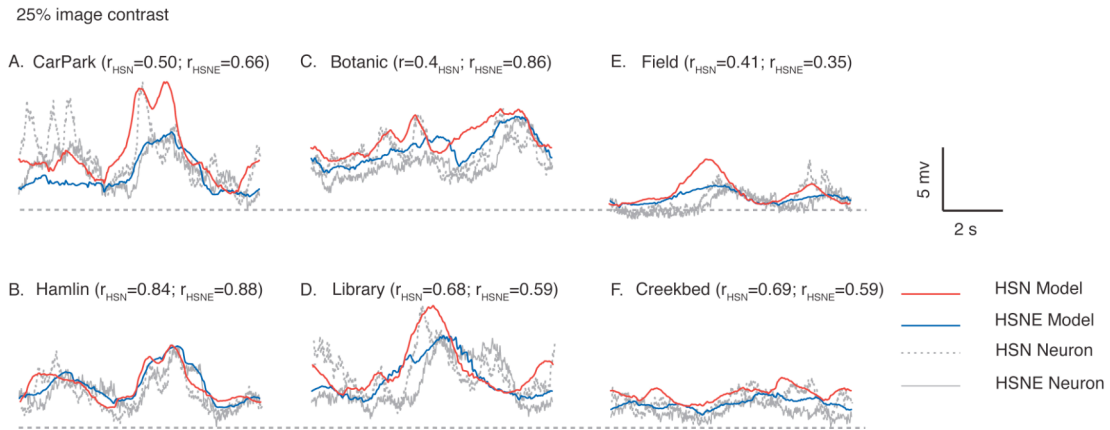 25% image contrast
A. CarPark (rHSN=0.50; rHSNE=0.66)
C. Botanic (r=0.4HSN; rHSNE=0.86)
E. Field (rHSN=0.41; rHSNE=0.35)
5 mv
2 s
B. Hamlin (rHSN=0.84; rHSNE=0.88)
D. Library (rHSN=0.68; rHSNE=0.59)
F. Creekbed (rHSN=0.69; rHSNE=0.59)
HSN Model
HSNE Model
HSN Neuron
HSNE Neuron